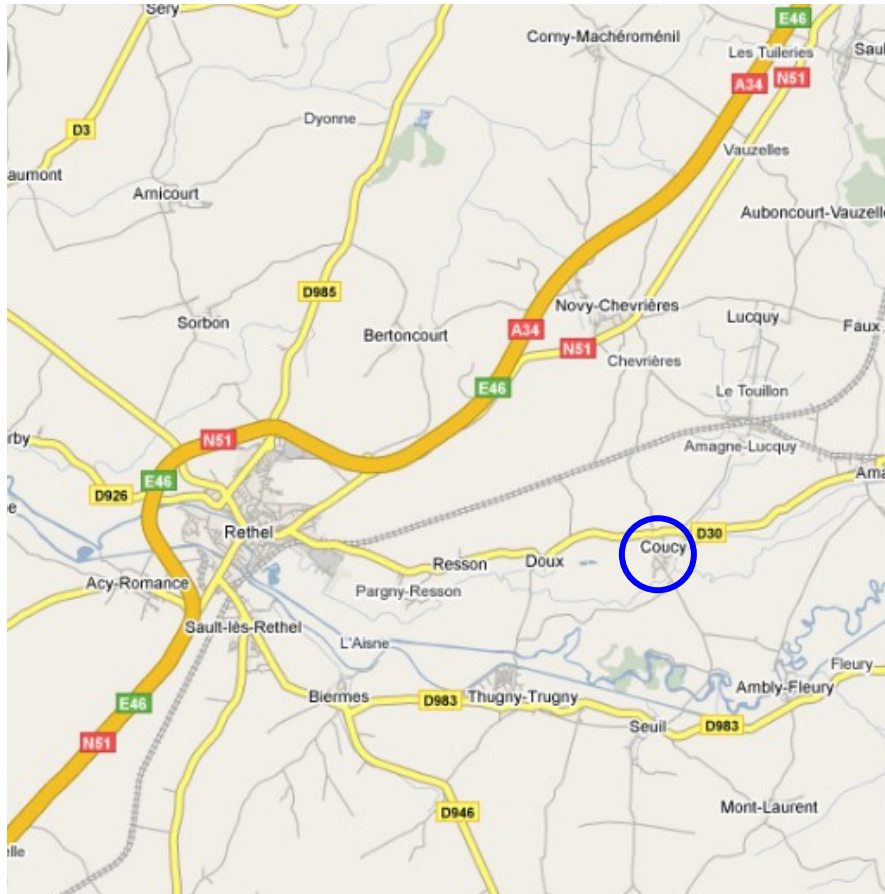 Sery
E46
Corny-Machéroménil
Les Tuileries
Saul
A34
N51
D3
Dyonne
Vauzelles
aumont
Arnicourt
Auboncourt-Vauzelle
D985
Novy-Chevrières
Sorbon
Bertoncourt
A34
Lucquy
Faux
N51
Chevrières
E46
Le Touillon
N51
rby
Amagne-Lucquy
E46
Ama
D926
Rethel
D30
Coucy
Resson
Doux
Acy-Romance
Pargny-Resson
Sault-lès-Rethel
L'Aisne
Fleury
Ambly-Fleury
Biermes
Thugny-Trugny
E46
D983
Seuil
D983
N51
Mont-Laurent
D946
elle